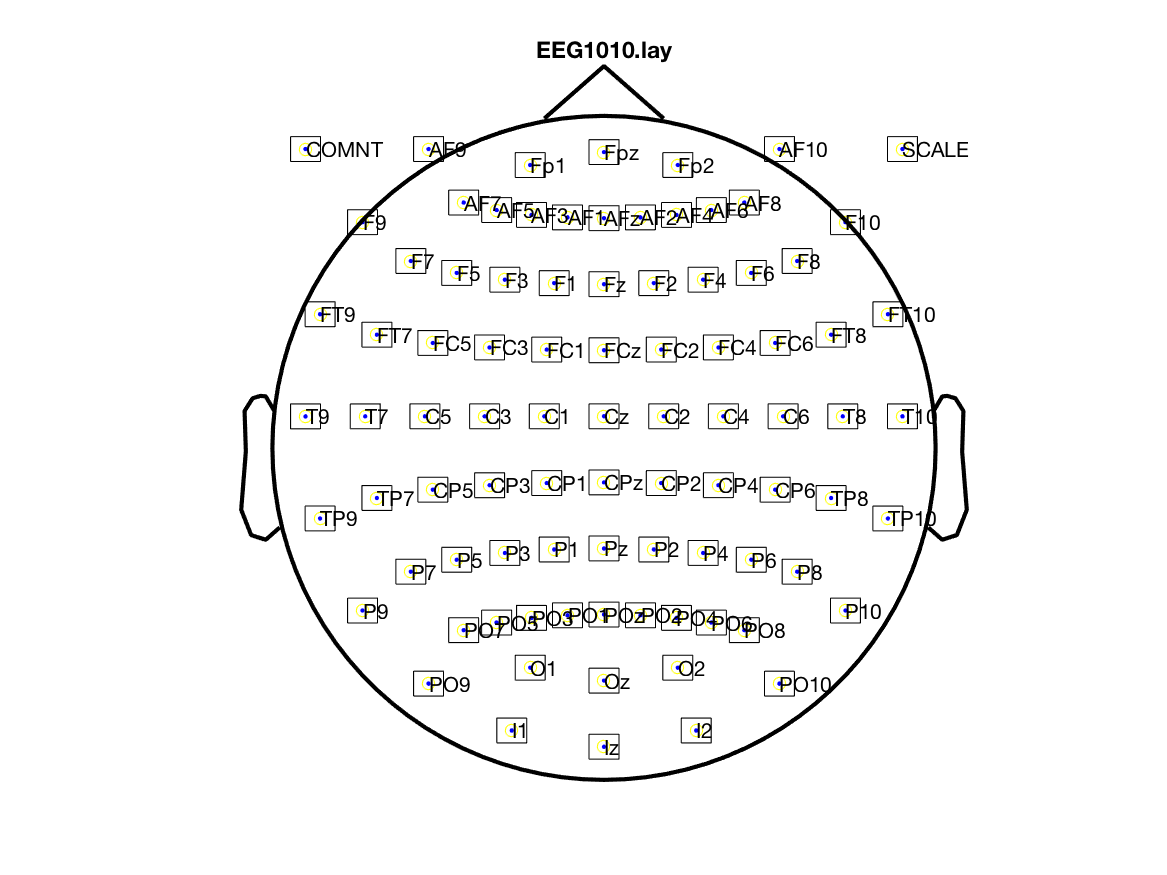 EEG1010.lay
COMNT AF9 Fp1 Fpz Fp2 AF10 SCALE
AF7 AF5 AF3 AF1 AFz AF2 AF4 AF6 AF8
F9 F10
F7 F5 F3 F1 Fz F2 F4 F6 F8
FT9 FT10
FT7 FC5 FC3 FC1 FCz FC2 FC4 FC6 FT8
T9 T7 C5 C3 C1 Cz C2 C4 C6 T8 T10
TP7 CP5 CP3 CP1 CPz CP2 CP4 CP6 TP8
TP9 TP10
P7 P5 P3 P1 Pz P2 P4 P6 P8
P9 P10
PO7 PO5 PO3 PO1 POz PO2 PO4 PO6 PO8
PO9 O1 Oz O2 PO10
I1 Iz I2